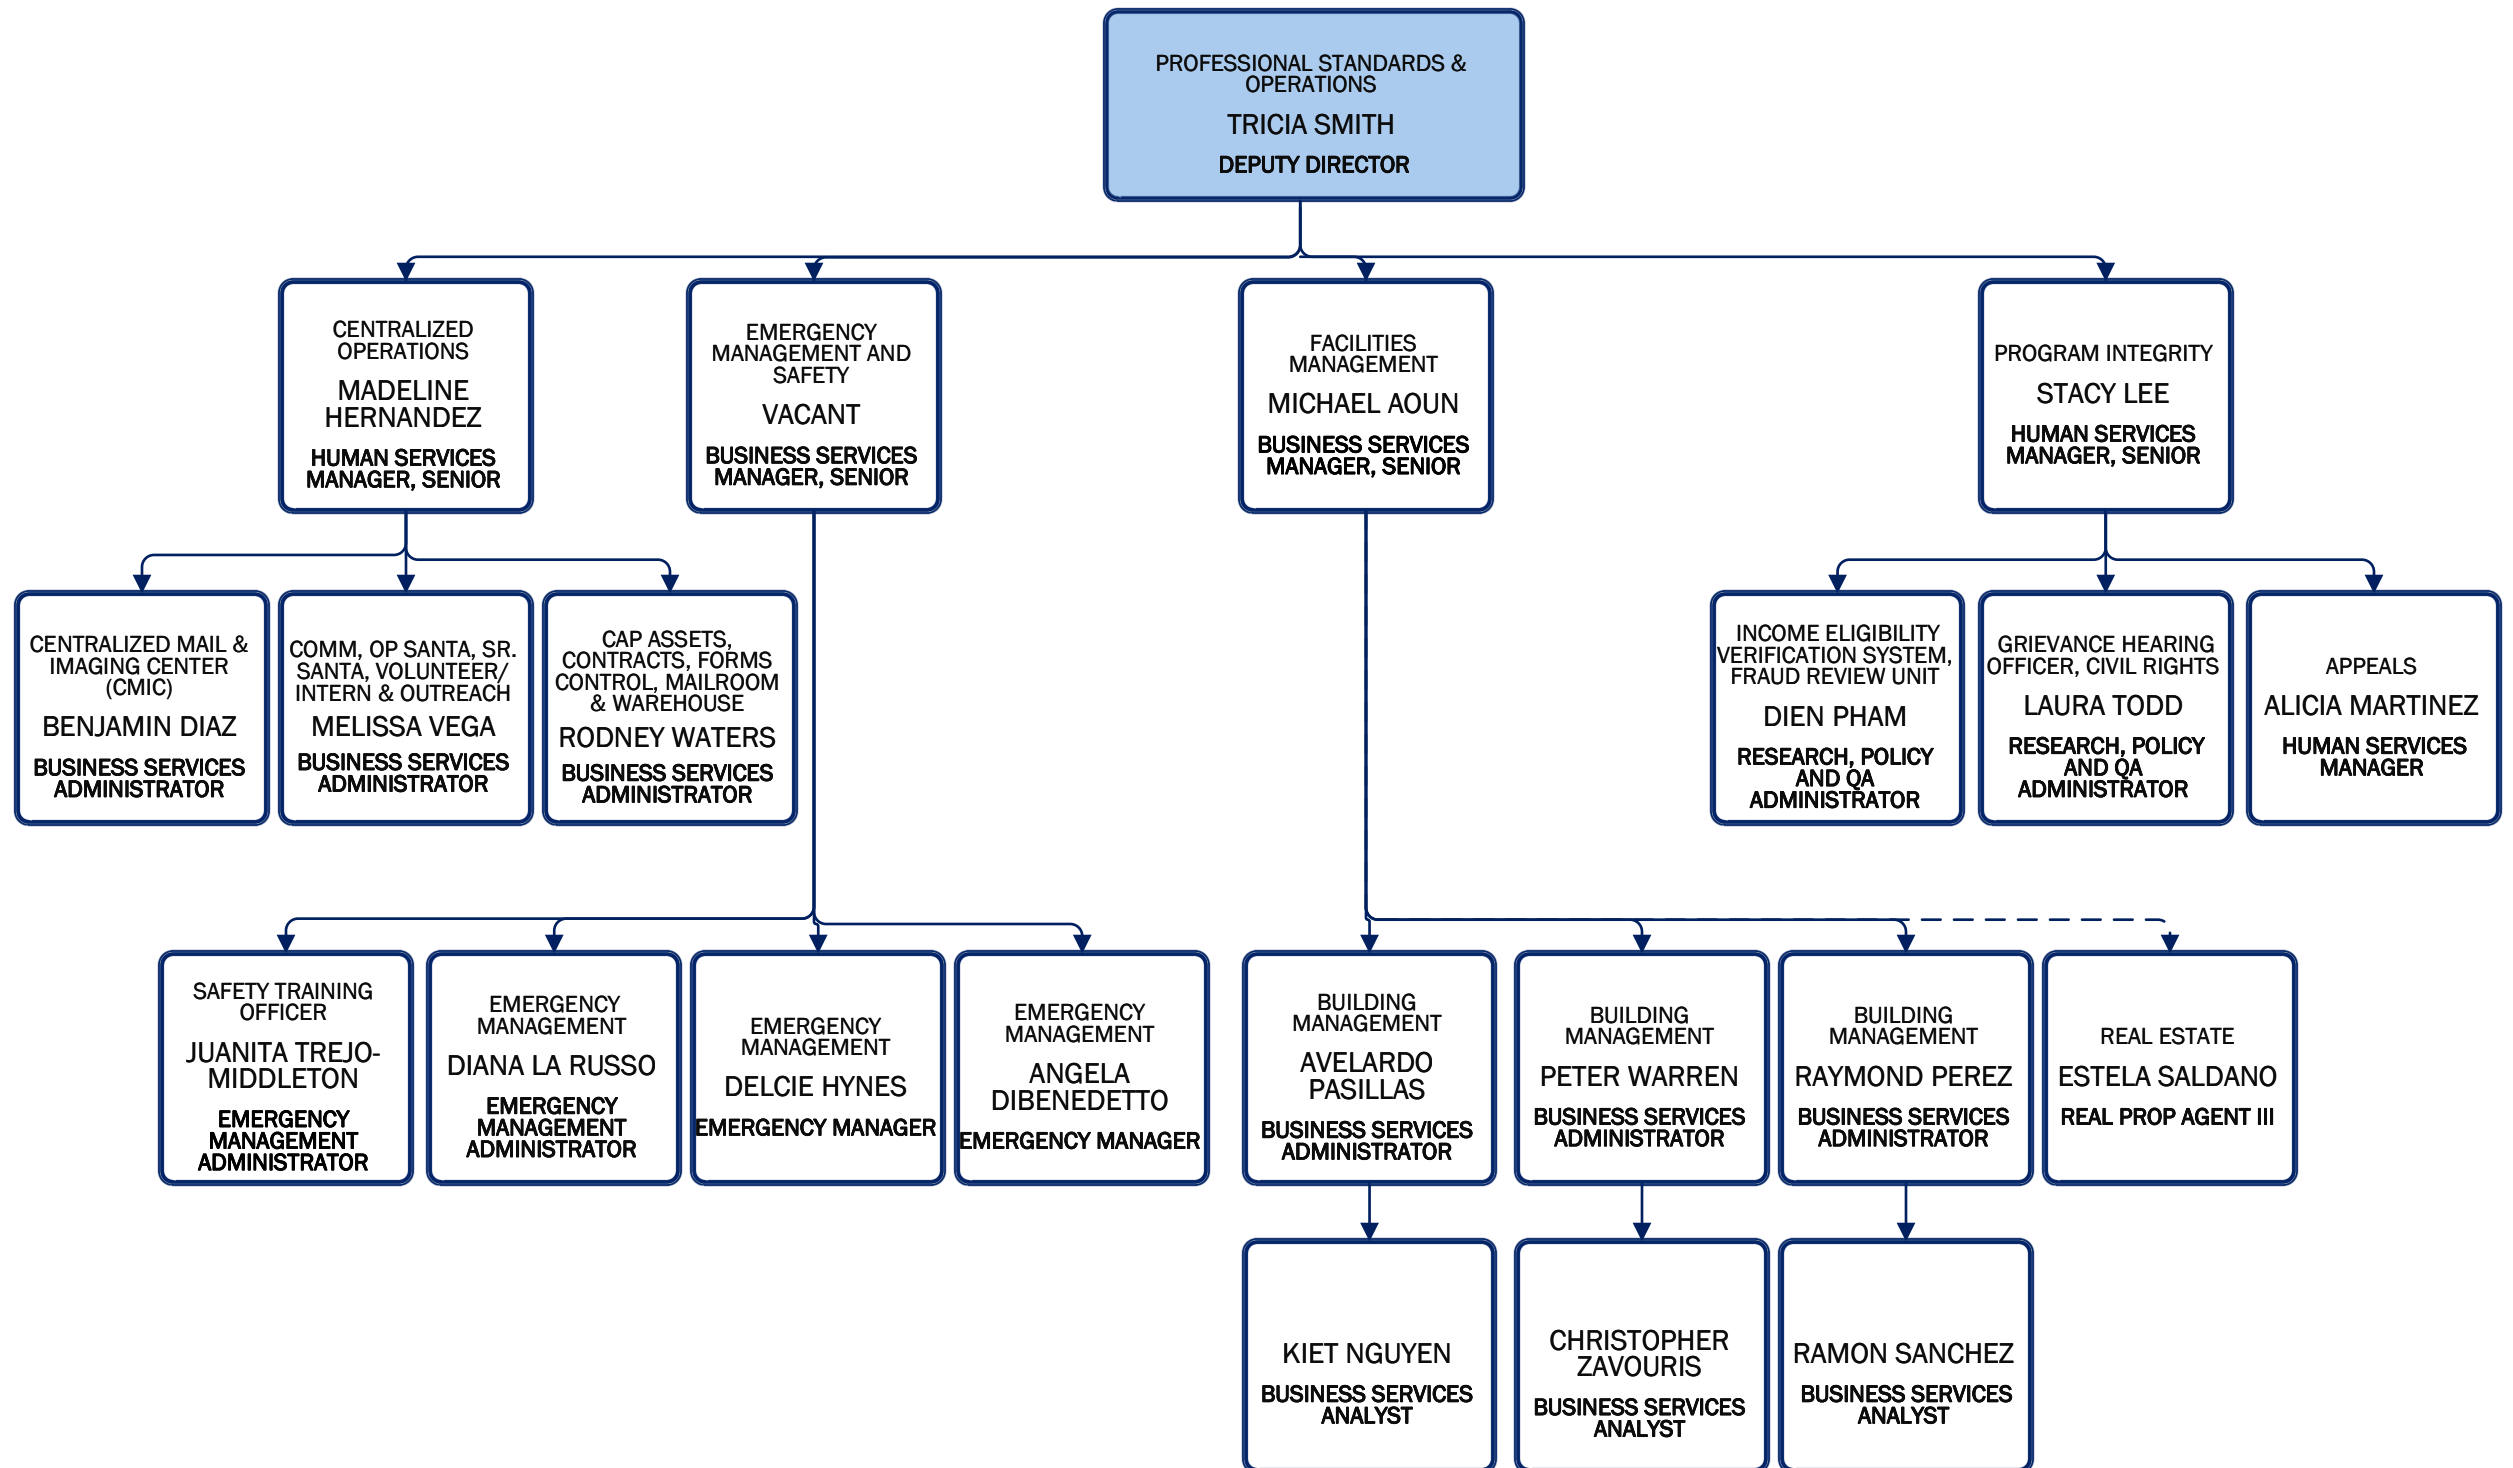 PROFESSIONAL STANDARDS &
OPERATIONS
TRICIA SMITH
DEPUTY DIRECTOR
CENTRALIZED
OPERATIONS
MADELINE
HERNANDEZ
HUMAN SERVICES
MANAGER, SENIOR
EMERGENCY
MANAGEMENT AND
SAFETY
VACANT
BUSINESS SERVICES
MANAGER, SENIOR
FACILITIES
MANAGEMENT
MICHAEL AOUN
BUSINESS SERVICES
MANAGER, SENIOR
PROGRAM INTEGRITY
STACY LEE
HUMAN SERVICES
MANAGER, SENIOR
CENTRALIZED MAIL &
IMAGING CENTER
(CMIC)
BENJAMIN DIAZ
BUSINESS SERVICES
ADMINISTRATOR
COMM, OP SANTA, SR.
SANTA, VOLUNTEER/
INTERN & OUTREACH
MELISSA VEGA
BUSINESS SERVICES
ADMINISTRATOR
CAP ASSETS,
CONTRACTS, FORMS
CONTROL, MAILROOM
& WAREHOUSE
RODNEY WATERS
BUSINESS SERVICES
ADMINISTRATOR
INCOME ELIGIBILITY
VERIFICATION SYSTEM,
FRAUD REVIEW UNIT
DIEN PHAM
RESEARCH, POLICY
AND QA
ADMINISTRATOR
GRIEVANCE HEARING
OFFICER, CIVIL RIGHTS
LAURA TODD
RESEARCH, POLICY
AND QA
ADMINISTRATOR
APPEALS
ALICIA MARTINEZ
HUMAN SERVICES
MANAGER
SAFETY TRAINING
OFFICER
JUANITA TREJO-
MIDDLETON
EMERGENCY
MANAGEMENT
ADMINISTRATOR
EMERGENCY
MANAGEMENT
DIANA LA RUSSO
EMERGENCY
MANAGEMENT
ADMINISTRATOR
EMERGENCY
MANAGEMENT
DELCIE HYNES
EMERGENCY MANAGER
EMERGENCY
MANAGEMENT
ANGELA
DIBENEDETTO
EMERGENCY MANAGER
BUILDING
MANAGEMENT
AVELARDO
PASILLAS
BUSINESS SERVICES
ADMINISTRATOR
BUILDING
MANAGEMENT
PETER WARREN
BUSINESS SERVICES
ADMINISTRATOR
BUILDING
MANAGEMENT
RAYMOND PEREZ
BUSINESS SERVICES
ADMINISTRATOR
REAL ESTATE
ESTELA SALDANO
REAL PROP AGENT III
KIET NGUYEN
BUSINESS SERVICES
ANALYST
CHRISTOPHER
ZAVOURIS
BUSINESS SERVICES
ANALYST
RAMON SANCHEZ
BUSINESS SERVICES
ANALYST